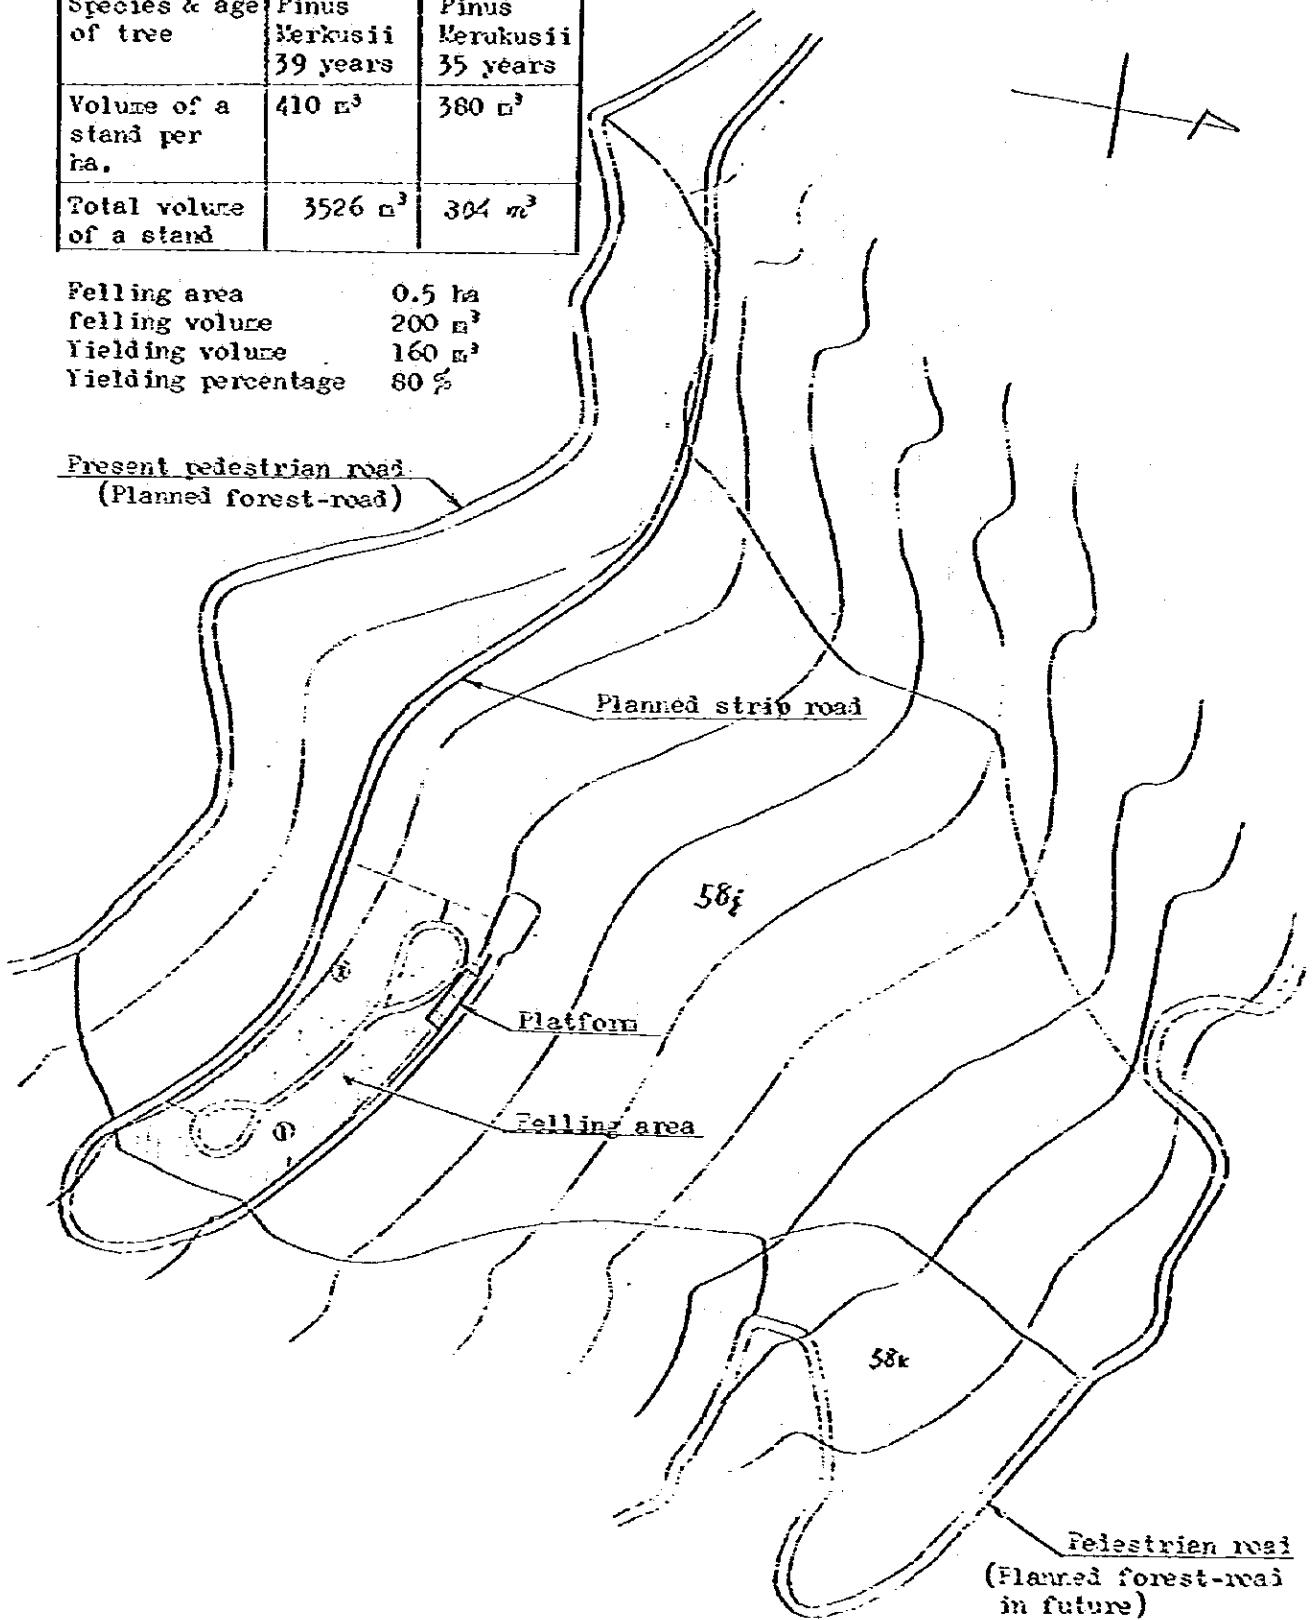 Species & age of tree | Pinus Merkusii 39 years | Pinus Merukusii 35 years
Volume of a stand per ha. | 410 m³ | 380 m³
Total volume of a stand | 3526 m³ | 304 m³
Felling area 0.5 ha
felling volume 200 m³
Yielding volume 160 m³
Yielding percentage 80 %
Present pedestrian road
(Planned forest-road)
Planned strip road
58j
Platform
Felling area
58k
Pedestrian road
(Planned forest-road
in future)